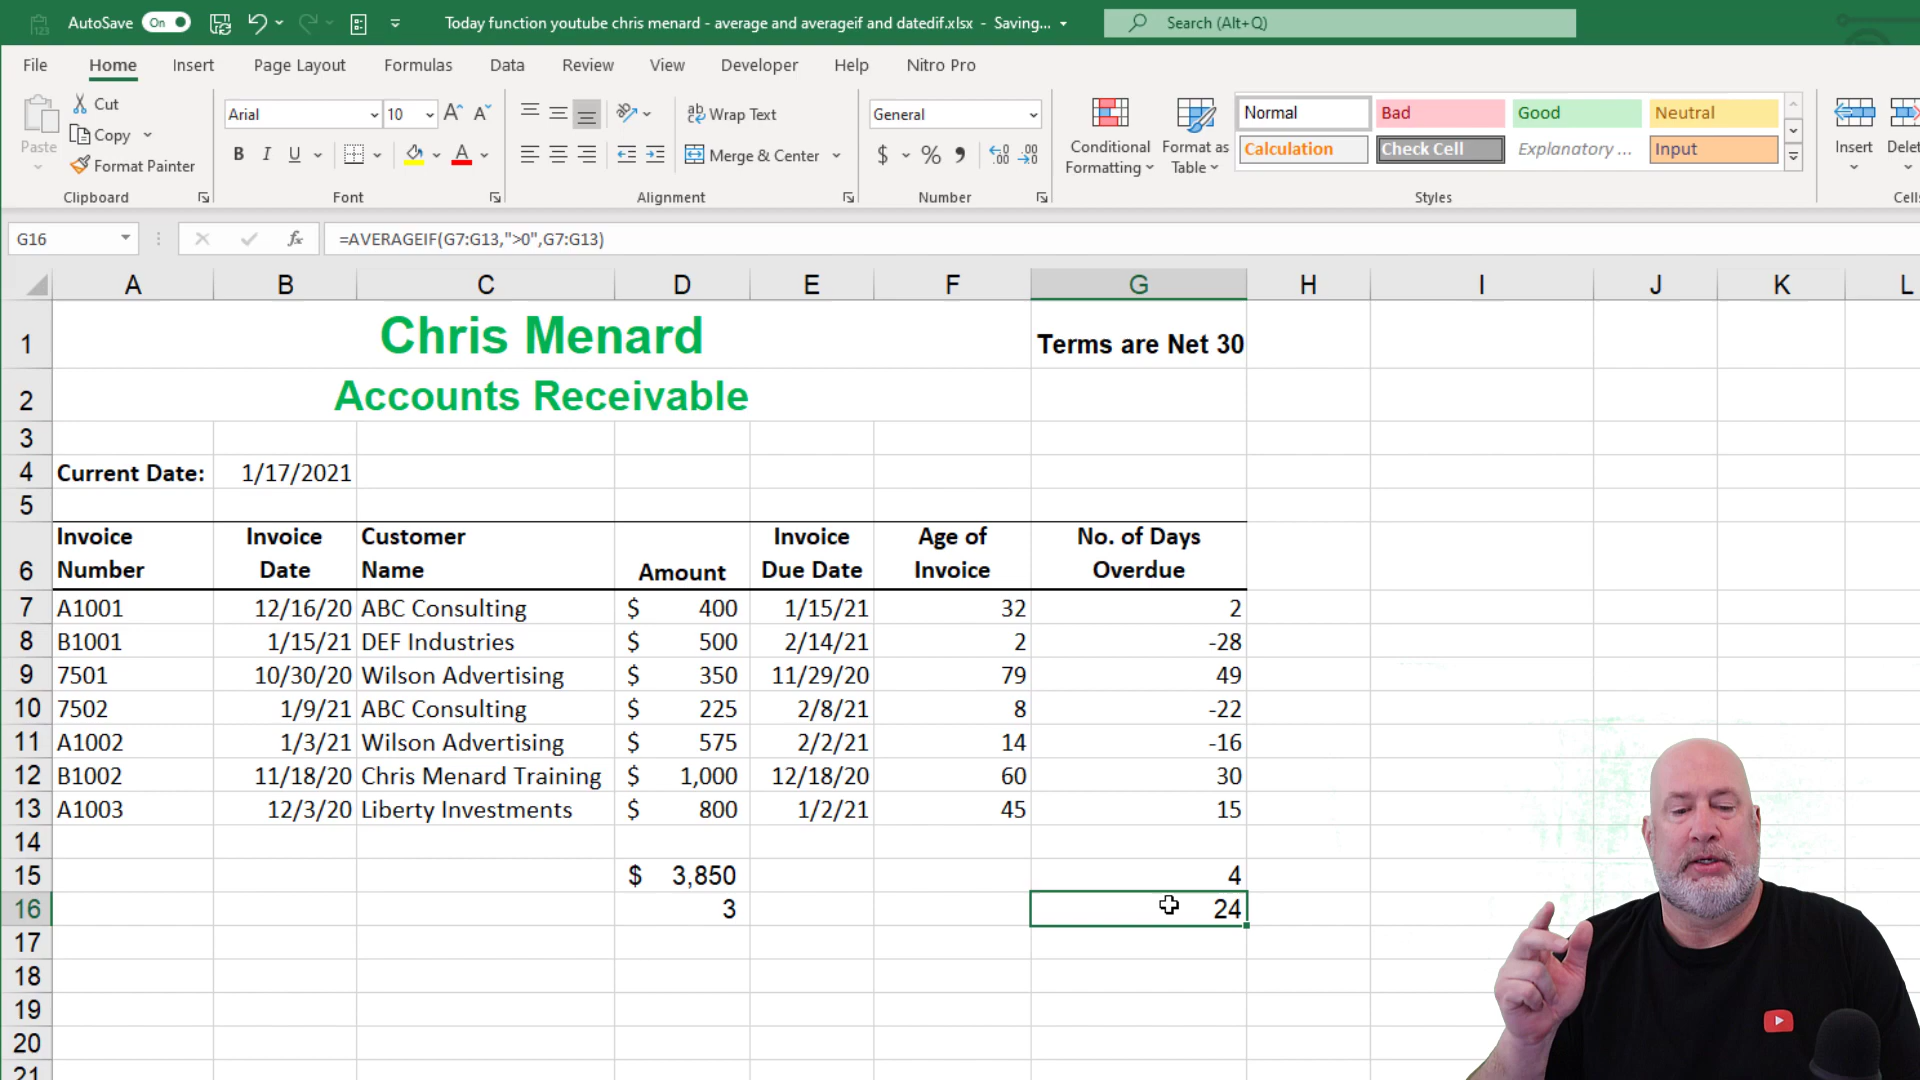 AutoSave On Today function youtube chris menard - average and averageif and datedif.xlsx - Saving... Search (Alt+Q)
File Home Insert Page Layout Formulas Data Review View Developer Help Nitro Pro
Paste Cut Copy Format Painter
Arial 10 Wrap Text Merge & Center
B I U A
General $ % 9
Conditional Formatting Format as Table
Normal Bad Good Neutral
Calculation Check Cell Explanatory ... Input
Insert Delet
Clipboard Font Alignment Number Styles Cells
G16 fx =AVERAGEIF(G7:G13,">0",G7:G13)
A B C D E F G H I J K L
1 Chris Menard Terms are Net 30
2 Accounts Receivable
3
4 Current Date: 1/17/2021
5
6 Invoice Number Invoice Date Customer Name Amount Invoice Due Date Age of Invoice No. of Days Overdue
7 A1001 12/16/20 ABC Consulting $ 400 1/15/21 32 2
8 B1001 1/15/21 DEF Industries $ 500 2/14/21 2 -28
9 7501 10/30/20 Wilson Advertising $ 350 11/29/20 79 49
10 7502 1/9/21 ABC Consulting $ 225 2/8/21 8 -22
11 A1002 1/3/21 Wilson Advertising $ 575 2/2/21 14 -16
12 B1002 11/18/20 Chris Menard Training $ 1,000 12/18/20 60 30
13 A1003 12/3/20 Liberty Investments $ 800 1/2/21 45 15
14
15 $ 3,850 4
16 3 24
17
18
19
20
21